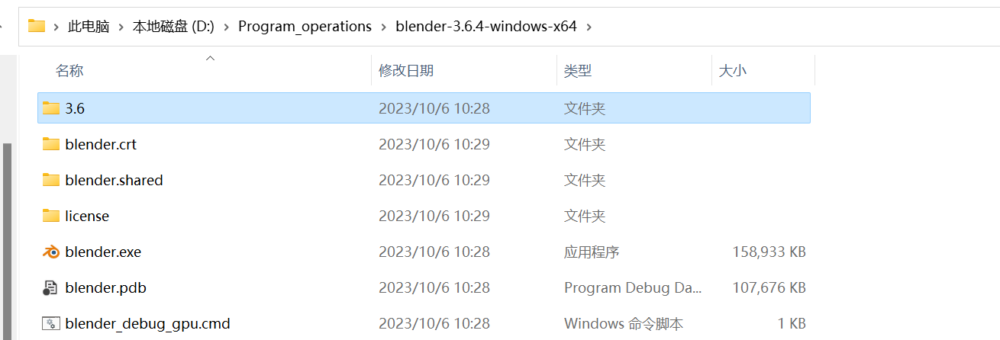 此电脑 > 本地磁盘 (D:) > Program_operations > blender-3.6.4-windows-x64 >
名称 修改日期 类型 大小
3.6 2023/10/6 10:28 文件夹
blender.crt 2023/10/6 10:29 文件夹
blender.shared 2023/10/6 10:29 文件夹
license 2023/10/6 10:29 文件夹
blender.exe 2023/10/6 10:28 应用程序 158,933 KB
blender.pdb 2023/10/6 10:28 Program Debug Da... 107,676 KB
blender_debug_gpu.cmd 2023/10/6 10:28 Windows 命令脚本 1 KB